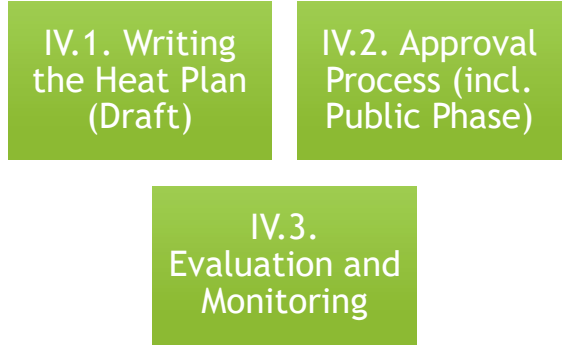 IV.1. Writing
the Heat Plan
(Draft)
IV.2. Approval
Process (incl.
Public Phase)
IV.3.
Evaluation and
Monitoring